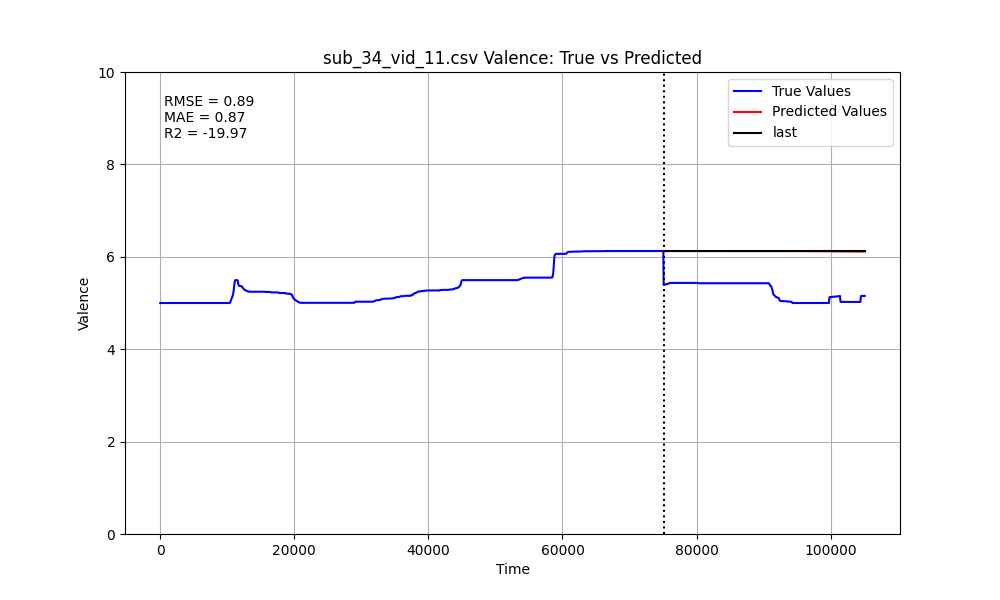 sub_34_vid_11.csv Valence: True vs Predicted
RMSE = 0.89
MAE = 0.87
R2 = -19.97
True Values
Predicted Values
last
Valence
10
8
6
4
2
0
0
20000
40000
60000
80000
100000
Time